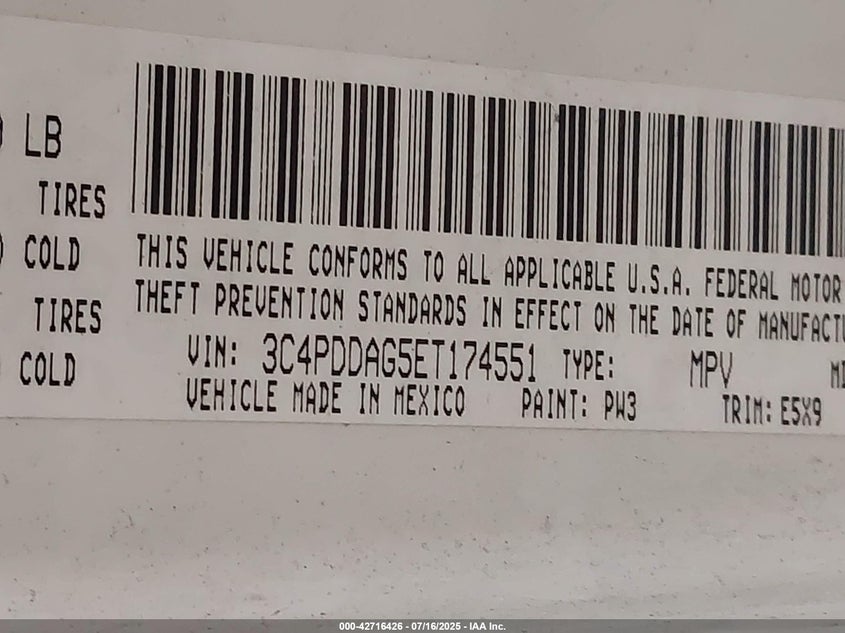 LB
TIRES
COLD
TIRES
COLD
THIS VEHICLE CONFORMS TO ALL APPLICABLE U.S.A. FEDERAL MOTOR
THEFT PREVENTION STANDARDS IN EFFECT ON THE DATE OF
VIN: 3C4PDDAG5ET174551 TYPE: MPV
VEHICLE MADE IN MEXICO PAINT: PW3 TRIM: E5X9
000-42716426 - 07/16/2025 - IAA Inc.